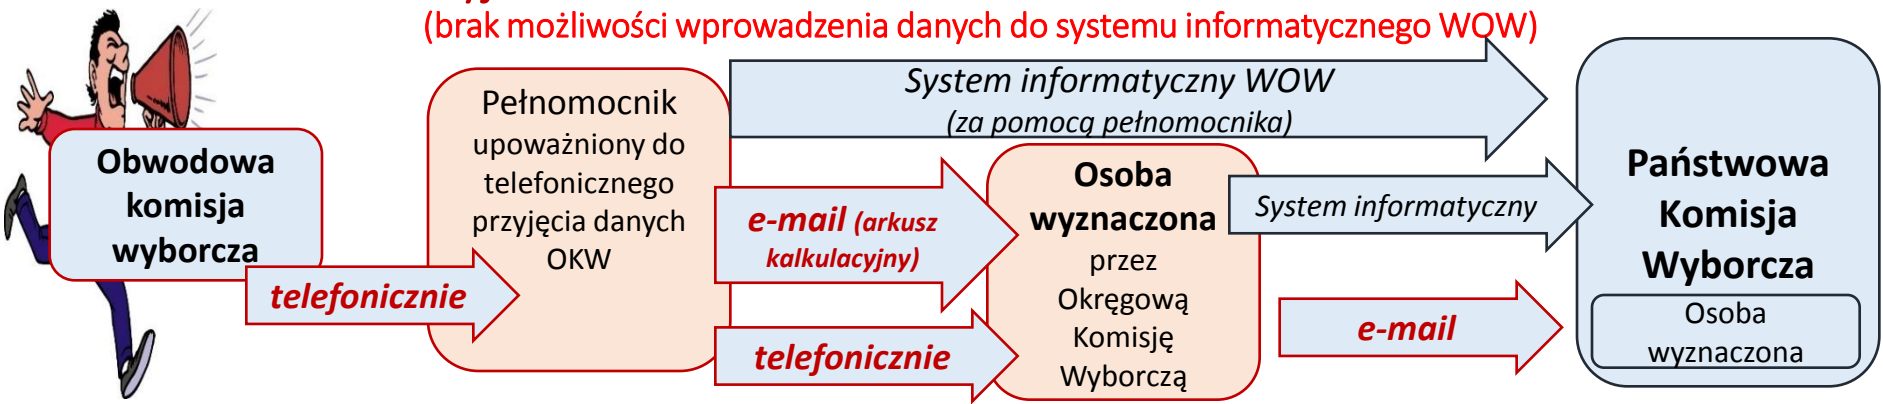 (brak możliwości wprowadzenia danych do systemu informatycznego WOW)
Obwodowa
komisja
wyborcza
telefonicznie
Pełnomocnik
upoważniony do
telefonicznego
przyjęcia danych
OKW
System informatyczny WOW
(za pomocą pełnomocnika)
e-mail (arkusz
kalkulacyjny)
telefonicznie
Osoba
wyznaczona
przez
Okręgową
Komisję
Wyborczą
System informatyczny
e-mail
Państwowa
Komisja
Wyborcza
Osoba
wyznaczona